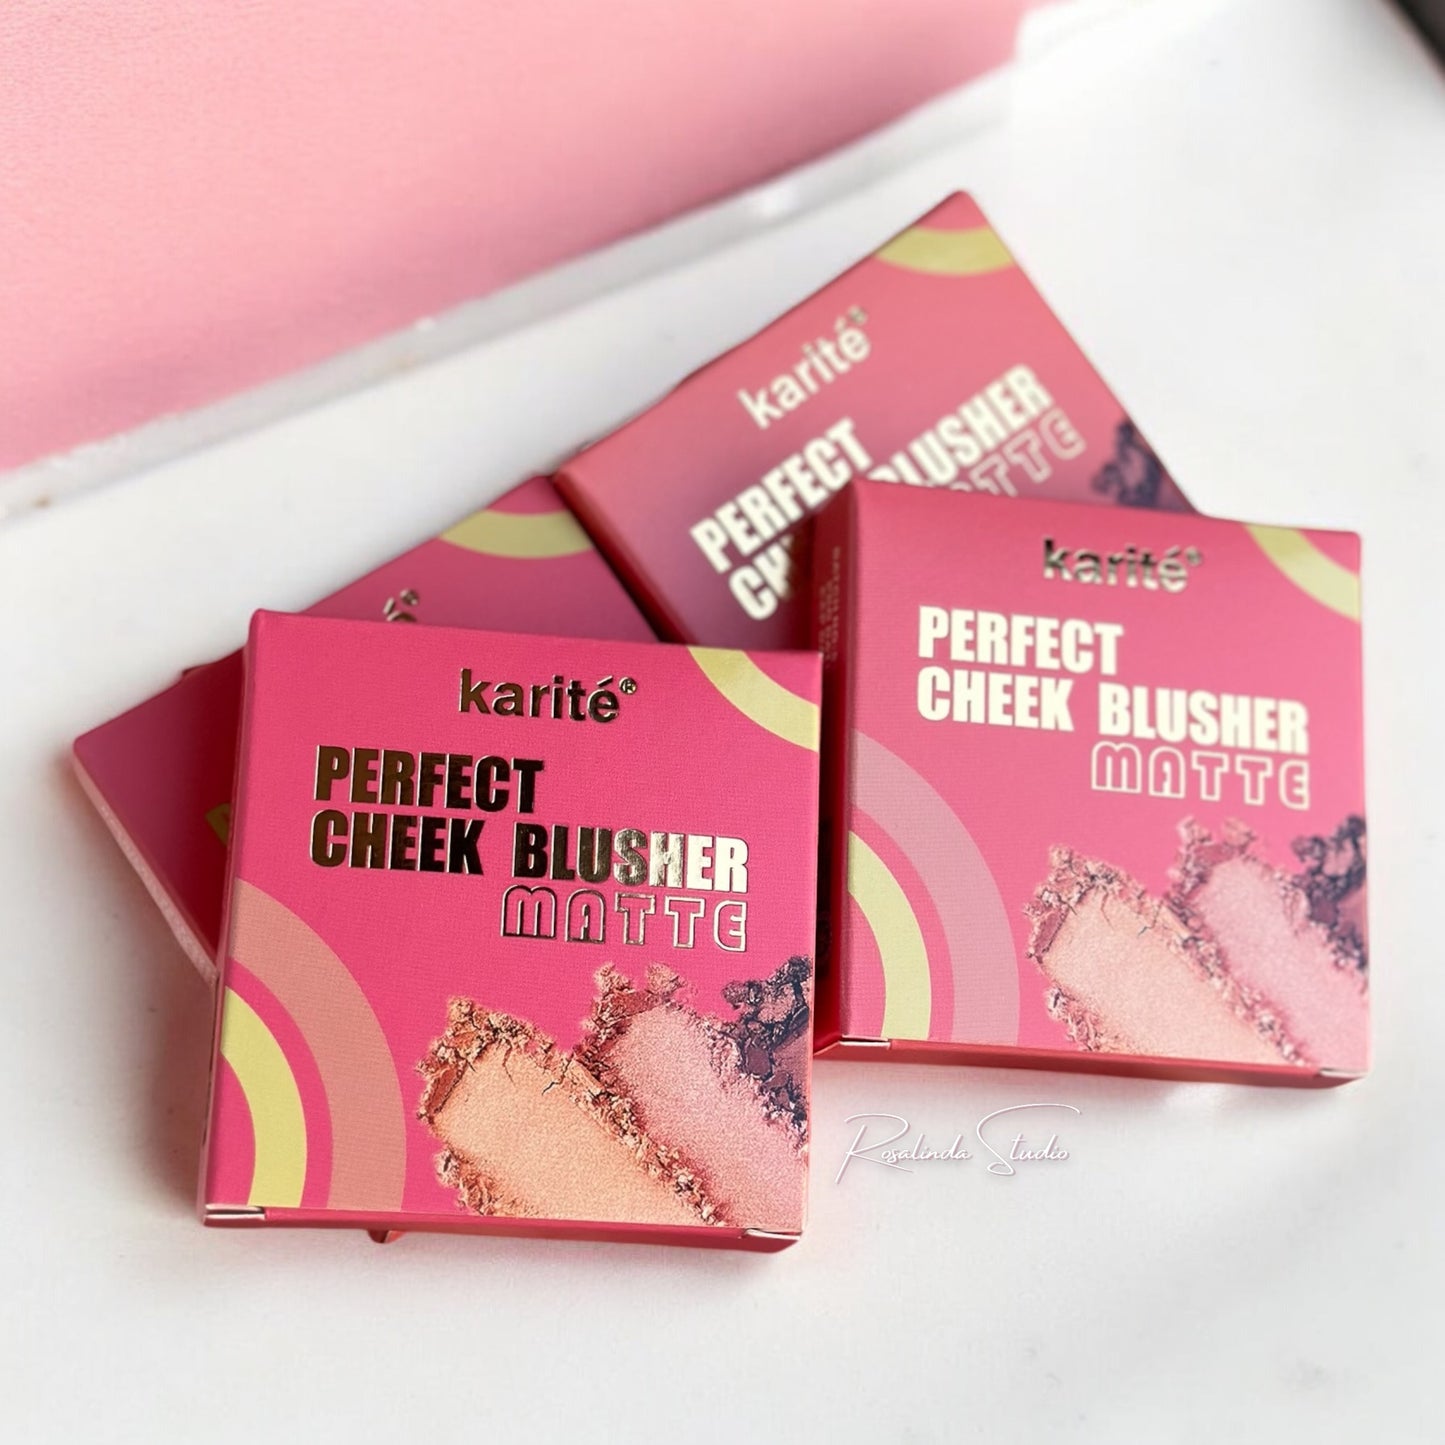 karité®
PERFECT
CHEEK BLUSHER
MATTE
karité®
PERFECT
CHEEK BLUSHER
MATTE
karité®
PERFECT
CHEEK BLUSHER
MATTE
Rosalinda Studio